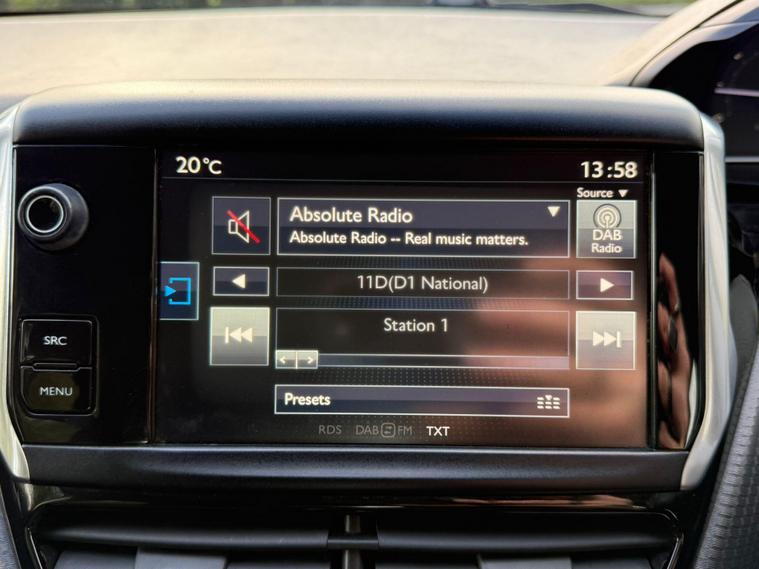 20°C
13:58
Source ▼
Absolute Radio
Absolute Radio -- Real music matters.
DAB
Radio
11D(D1 National)
Station 1
SRC
MENU
Presets
RDS DAB FM TXT